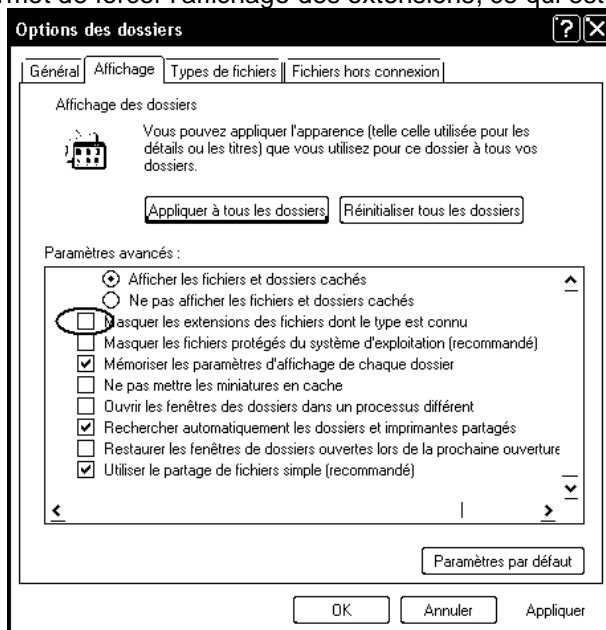 Options des dossiers
Général Affichage Types de fichiers Fichiers hors connexion
Affichage des dossiers
Vous pouvez appliquer l'apparence (telle celle utilisée pour les
détails ou les titres) que vous utilisez pour ce dossier à tous vos
dossiers.
Appliquer à tous les dossiers Réinitialiser tous les dossiers
Paramètres avancés :
Afficher les fichiers et dossiers cachés
Ne pas afficher les fichiers et dossiers cachés
Masquer les extensions des fichiers dont le type est connu
Masquer les fichiers protégés du système d'exploitation (recommandé)
Mémoriser les paramètres d'affichage de chaque dossier
Ne pas mettre les miniatures en cache
Ouvrir les fenêtres des dossiers dans un processus différent
Rechercher automatiquement les dossiers et imprimantes partagés
Restaurer les fenêtres de dossiers ouvertes lors de la prochaine ouverture
Utiliser le partage de fichiers simple (recommandé)
Paramètres par défaut
OK Annuler Appliquer